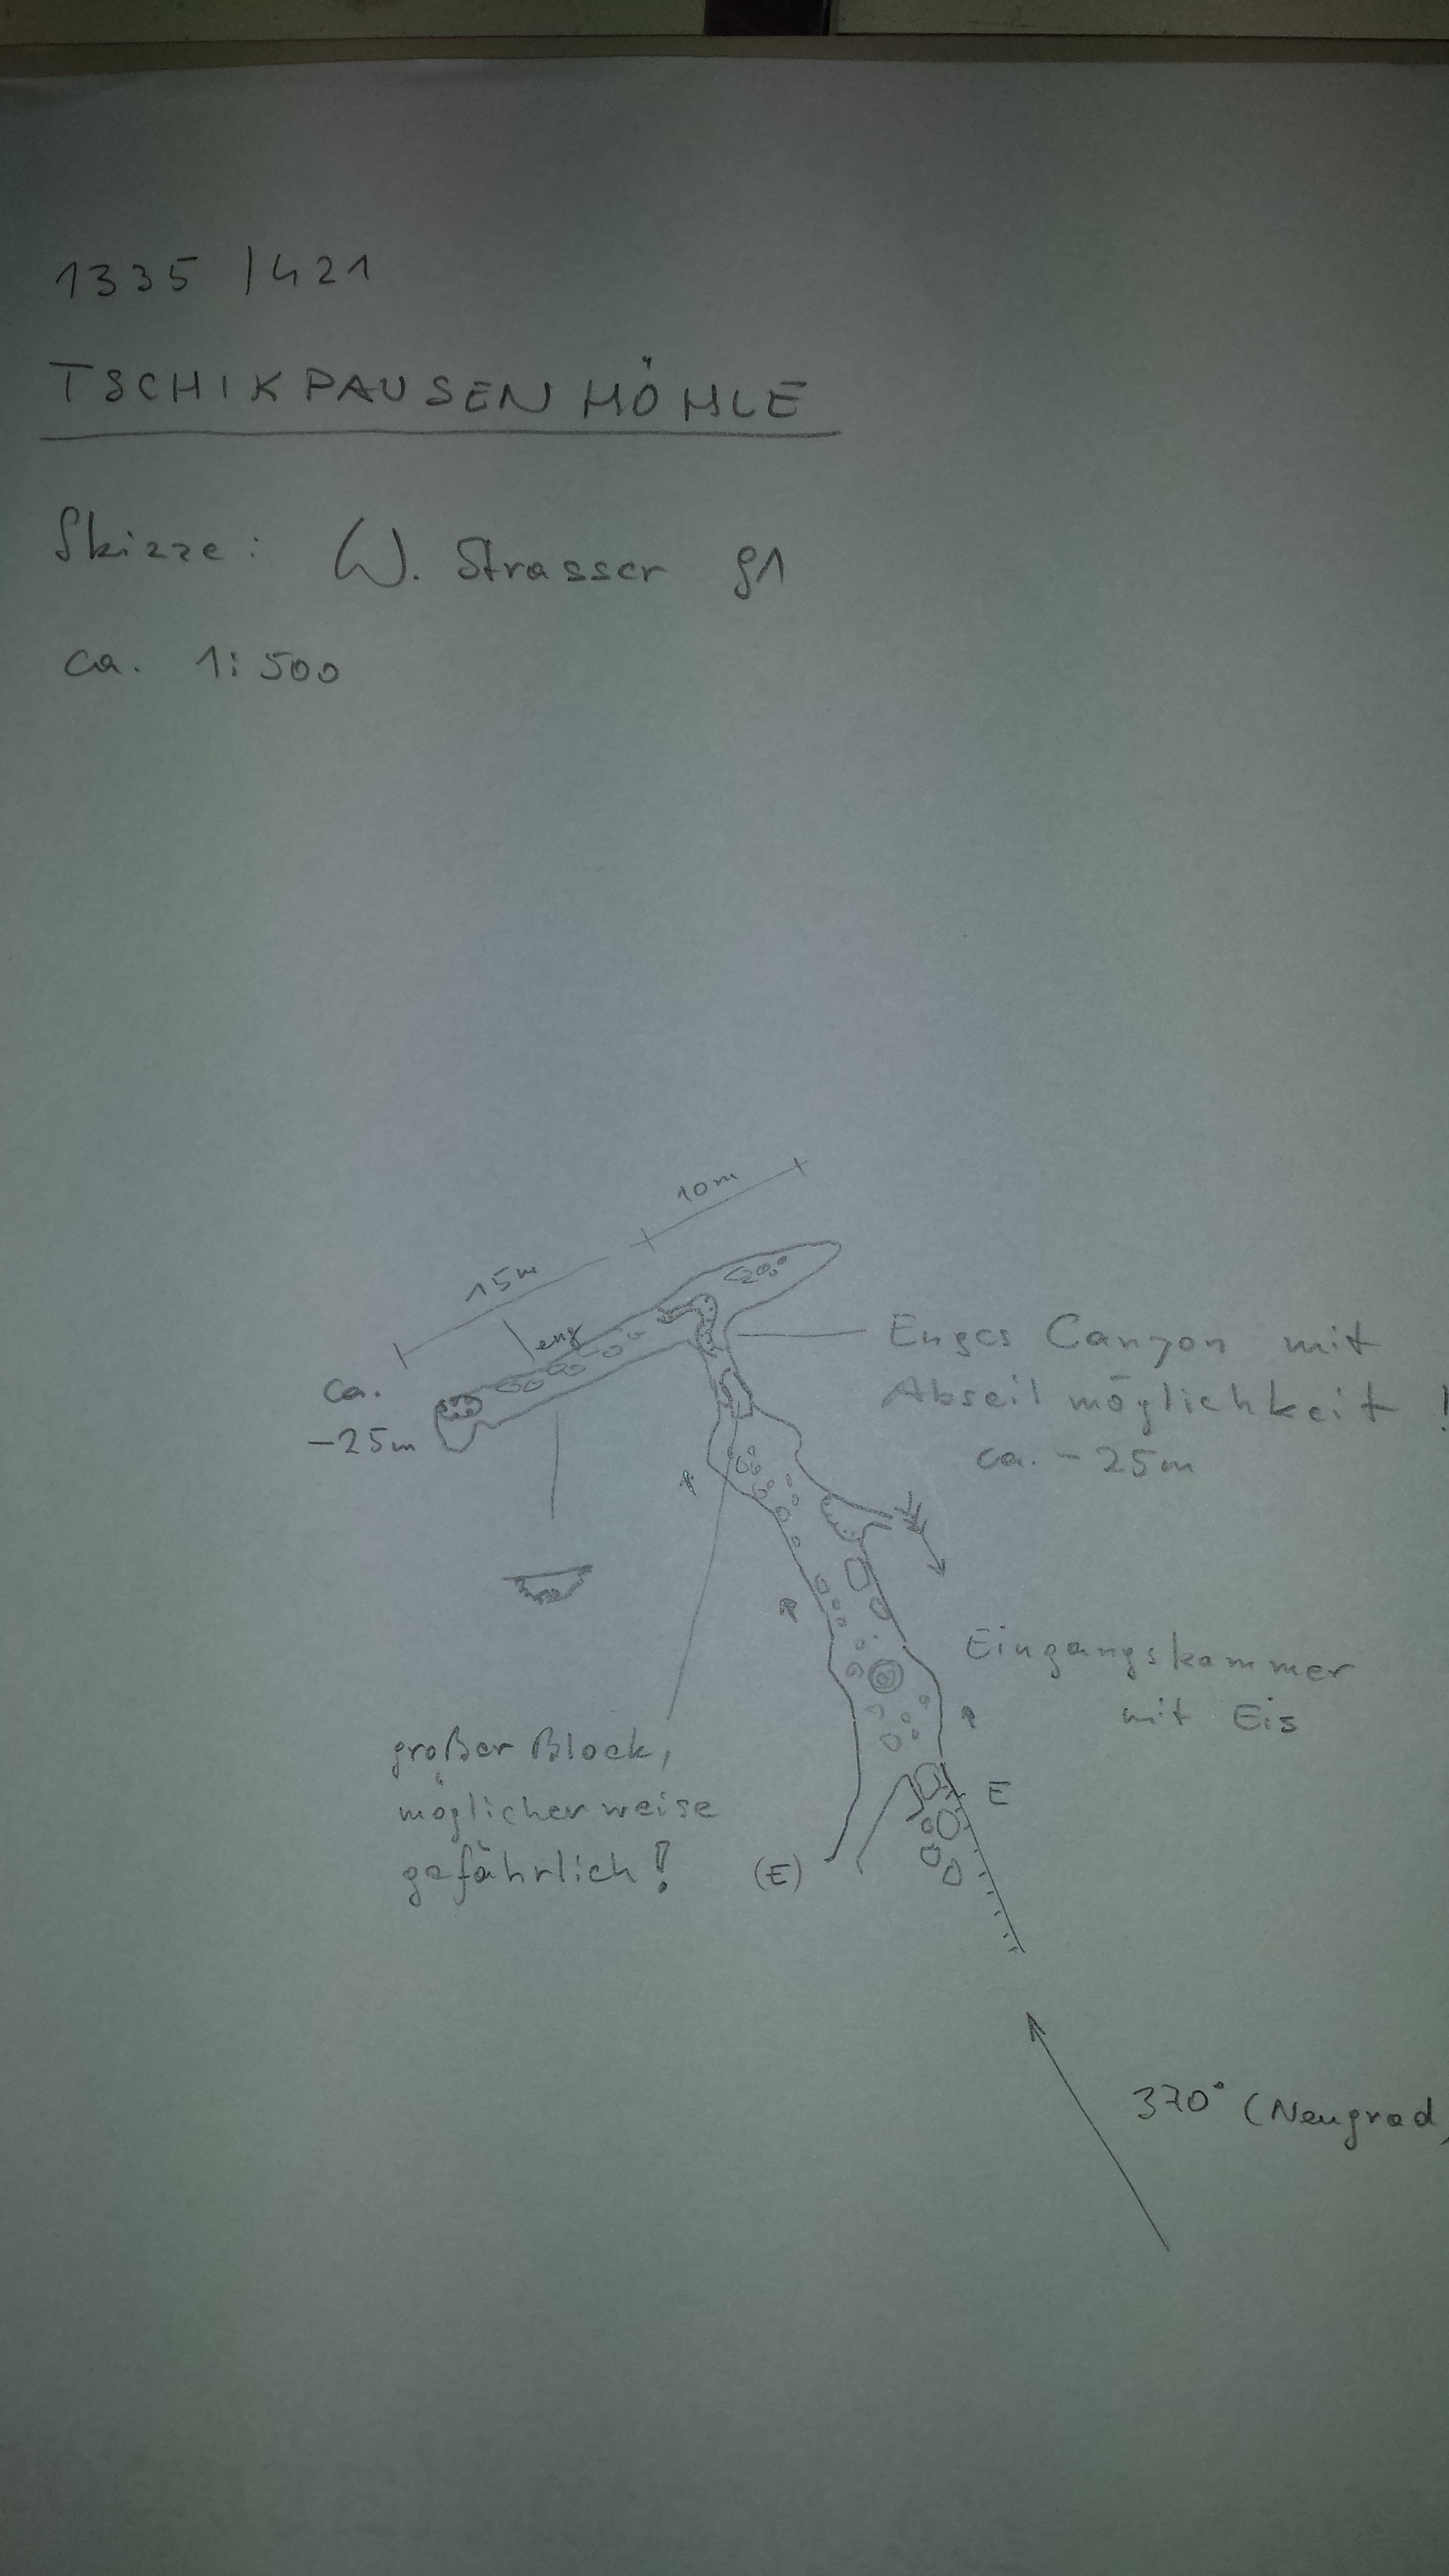 1335 /421
TSCHIKPAUSENHÖHLE
Skizze: W. Strasser 91
ca. 1:500
10m
15m
eng
ca.
-25m
Enges Canyon mit
Abseilmöglichkeit !
ca. - 25m
Eingangskammer
mit Eis
großer Block,
möglicherweise
gefährlich!
E
(E)
370° (Neugrad)